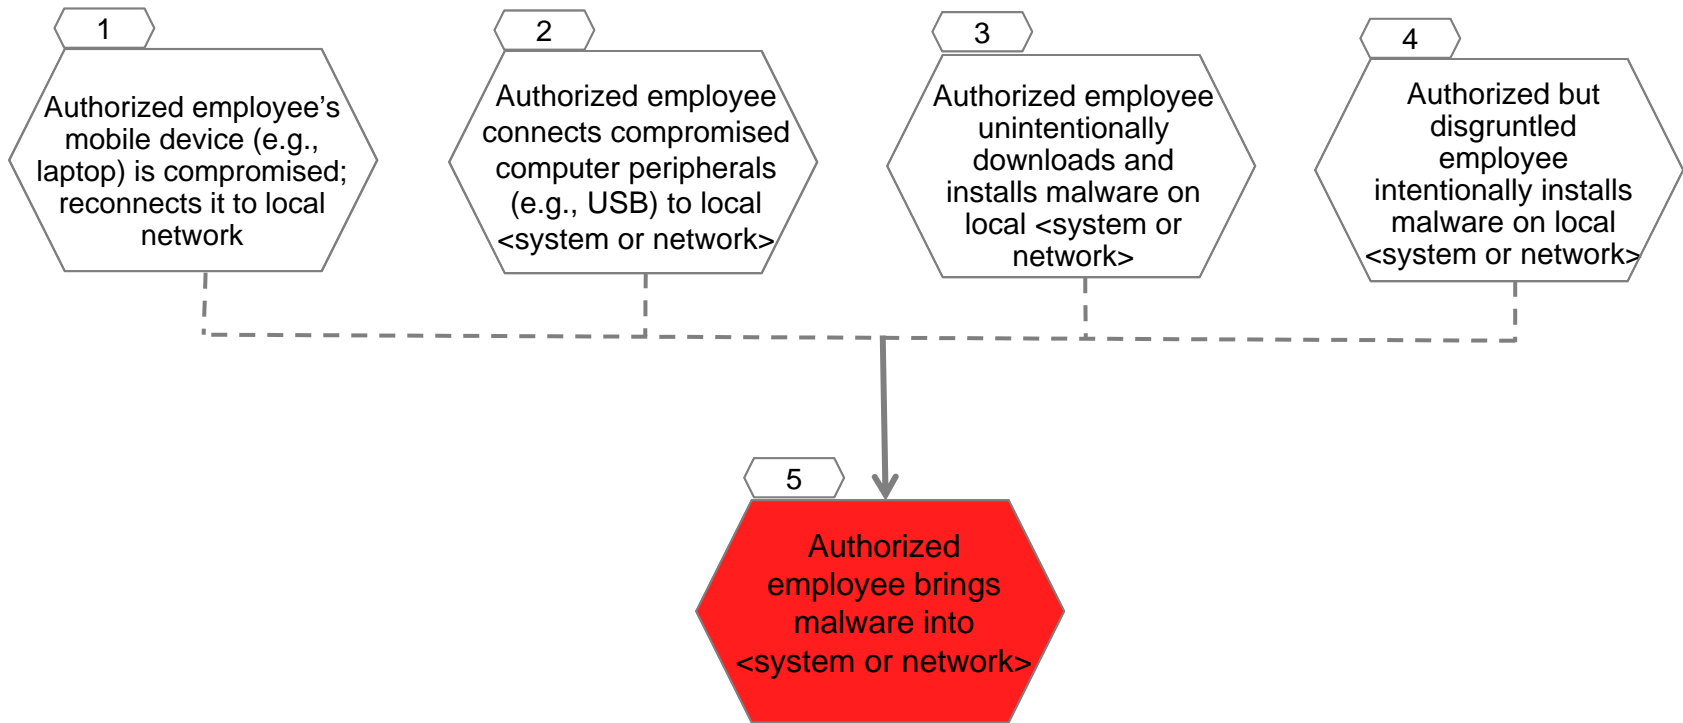 1
Authorized employee’s
mobile device (e.g.,
laptop) is compromised;
reconnects it to local
network
2
Authorized employee
connects compromised
computer peripherals
(e.g., USB) to local
<system or network>
3
Authorized employee
unintentionally
downloads and
installs malware on
local <system or
network>
4
Authorized but
disgruntled
employee
intentionally installs
malware on local
<system or network>
5
Authorized
employee brings
malware into
<system or network>